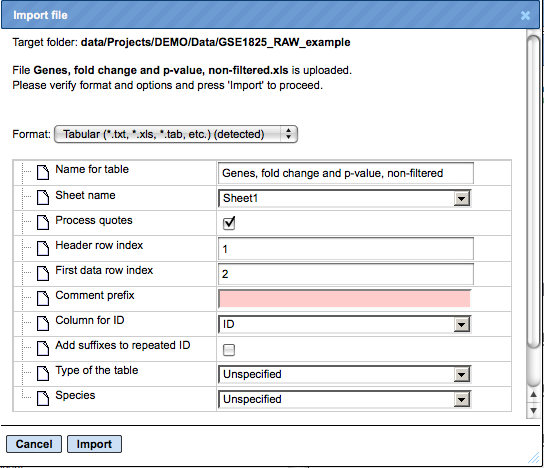 Import file
Target folder: data/Projects/DEMO/Data/GSE1825_RAW_example
File Genes, fold change and p-value, non-filtered.xls is uploaded.
Please verify format and options and press 'Import' to proceed.
Format: Tabular (*.txt, *.xls, *.tab, etc.) (detected)
Name for table Genes, fold change and p-value, non-filtered
Sheet name Sheet1
Process quotes
Header row index 1
First data row index 2
Comment prefix
Column for ID ID
Add suffixes to repeated ID
Type of the table Unspecified
Species Unspecified
Cancel Import